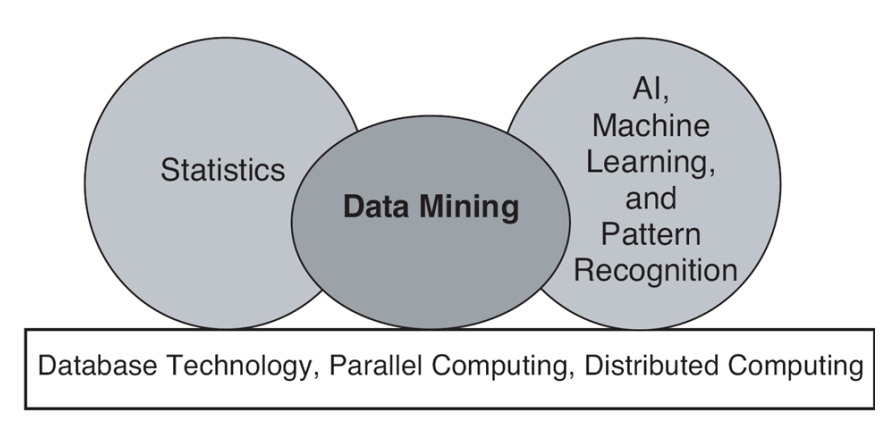 Statistics
Data Mining
AI,
Machine
Learning,
and
Pattern
Recognition
Database Technology, Parallel Computing, Distributed Computing